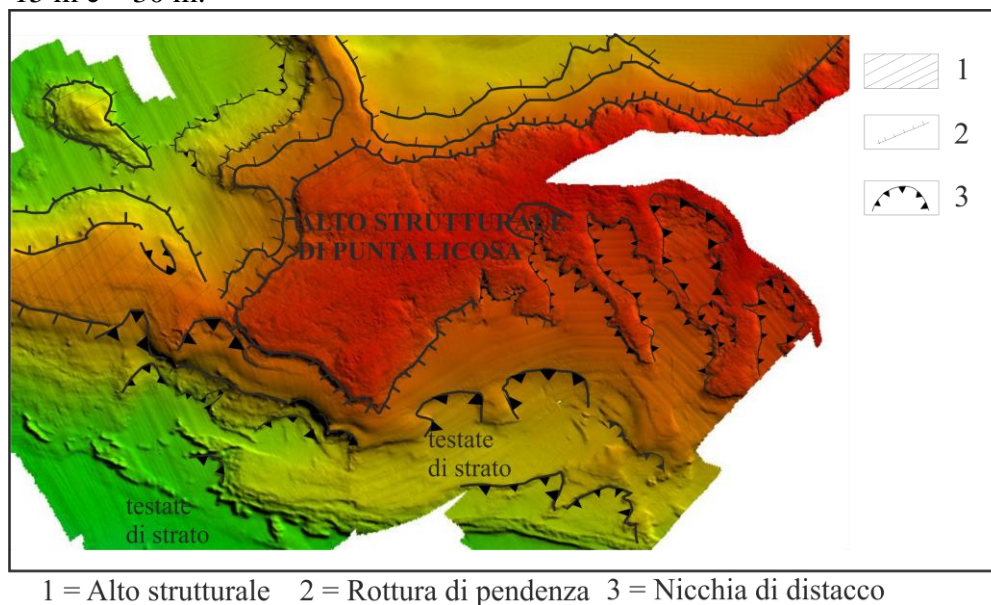 1
2
3
ALTO STRUTTURALE
DI PUNTA LICOSA
testate
di strato
testate
di strato
1 = Alto strutturale 2 = Rottura di pendenza 3 = Nicchia di distacco